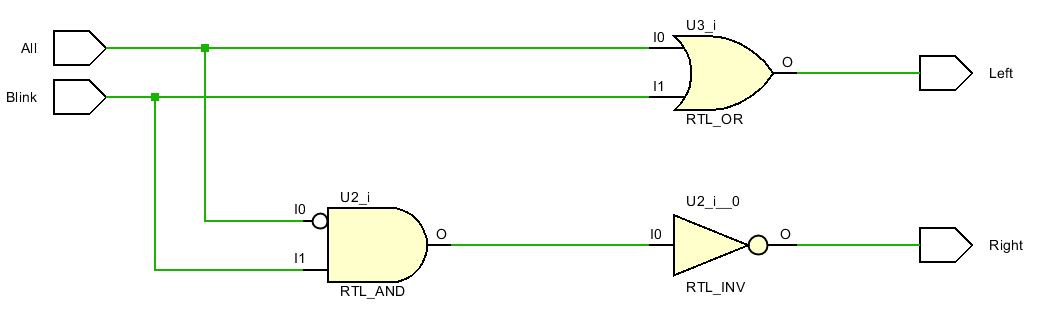 All
Blink
I0
I1
U3_i
RTL_OR
O
Left
I0
I1
U2_i
RTL_AND
O
I0
U2_i__0
RTL_INV
O
Right